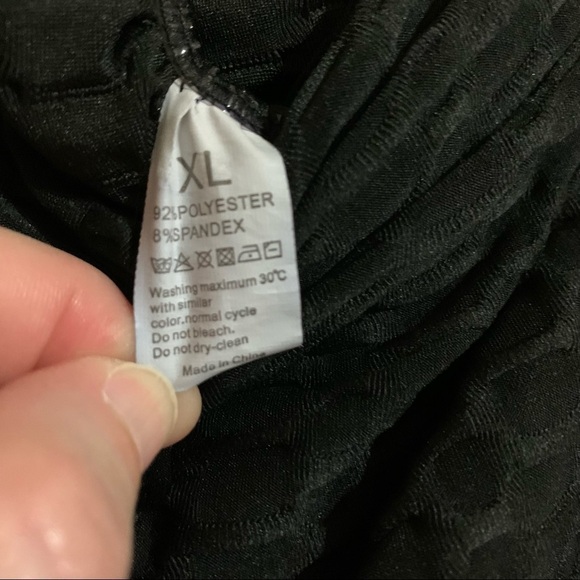 XL
92%POLYESTER
8%SPANDEX
Washing maximum 30℃
with similar
color.normal cycle
Do not bleach.
Do not dry-clean
Made in China